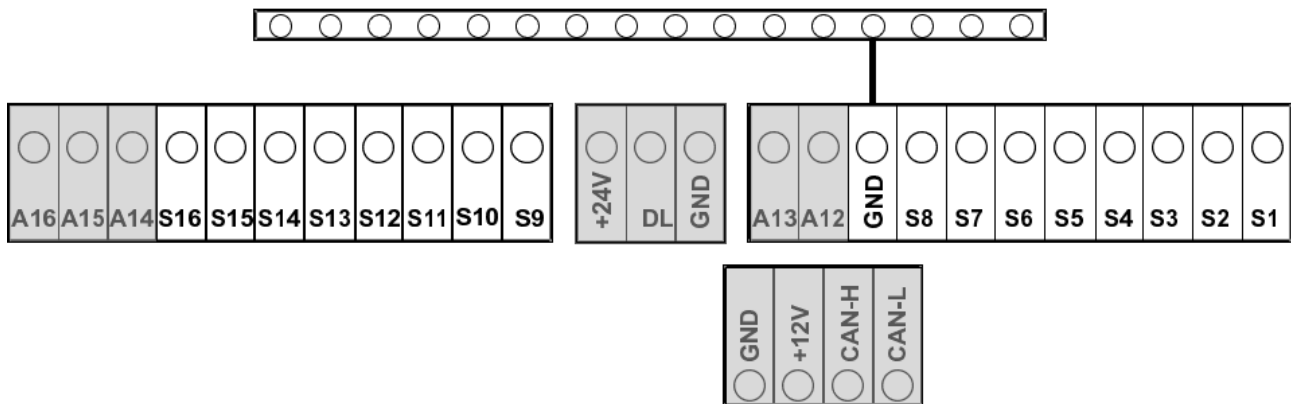 A16 A15 A14 S16 S15 S14 S13 S12 S11 S10 S9 +24V DL GND A13 A12 GND S8 S7 S6 S5 S4 S3 S2 S1
GND +12V CAN-H CAN-L